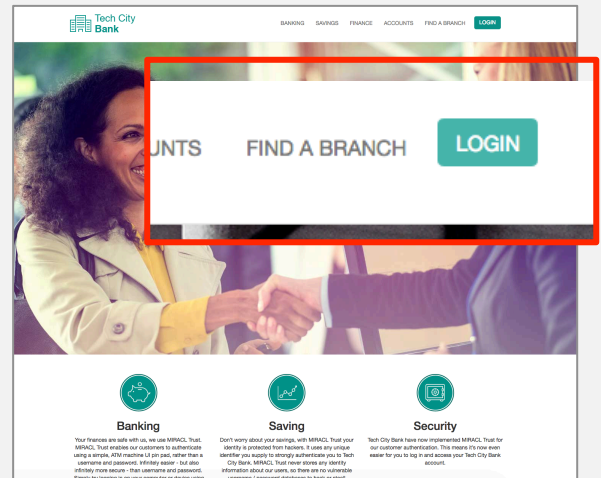 Tech City
Bank
BANKING SAVINGS FINANCE ACCOUNTS FIND A BRANCH LOGIN
UNTS FIND A BRANCH LOGIN
Banking
Your finances are safe with us, we use MIRACL Trust.
MIRACL Trust enables our customers to authenticate
using a simple, ATM machine UI pin pad, rather than a
username and password. Infinitely easier - but also
infinitely more secure - than username and password.
Saving
Don't worry about your savings, with MIRACL Trust your
identity is protected from hackers. It uses any unique
identifier you supply to strongly authenticate you to Tech
City Bank. MIRACL Trust never stores any identity
information about our users, so there are no vulnerable
Security
Tech City Bank have now implemented MIRACL Trust for
our customer authentication. This means it's now even
easier for you to log in and access your Tech City Bank
account.